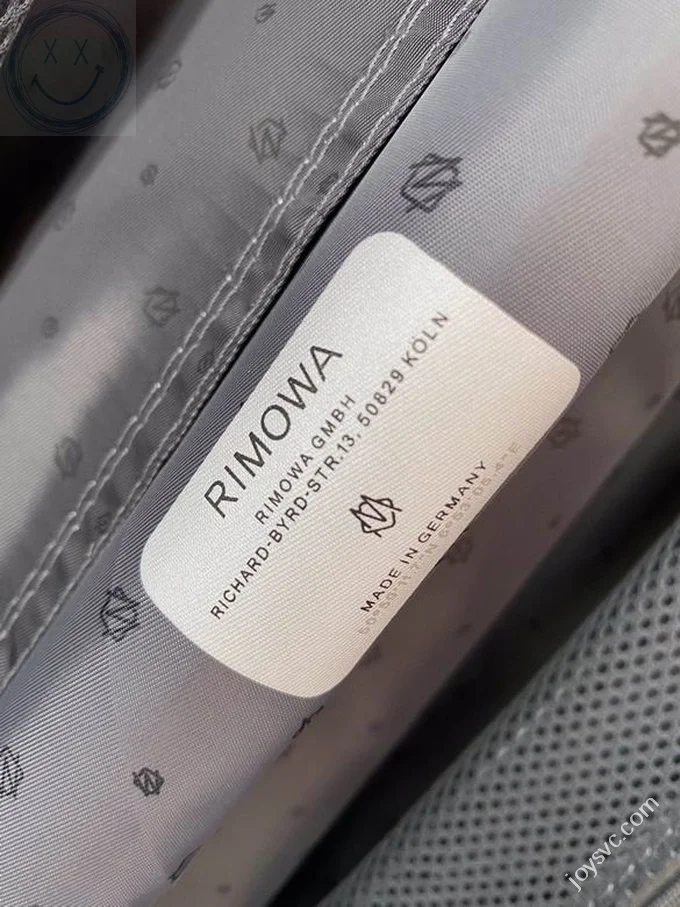 RIMOWA
RIMOWA GMBH
RICHARD-BYRD-STR.13, 50829 KÖLN
MADE IN GERMANY
joysvc.com